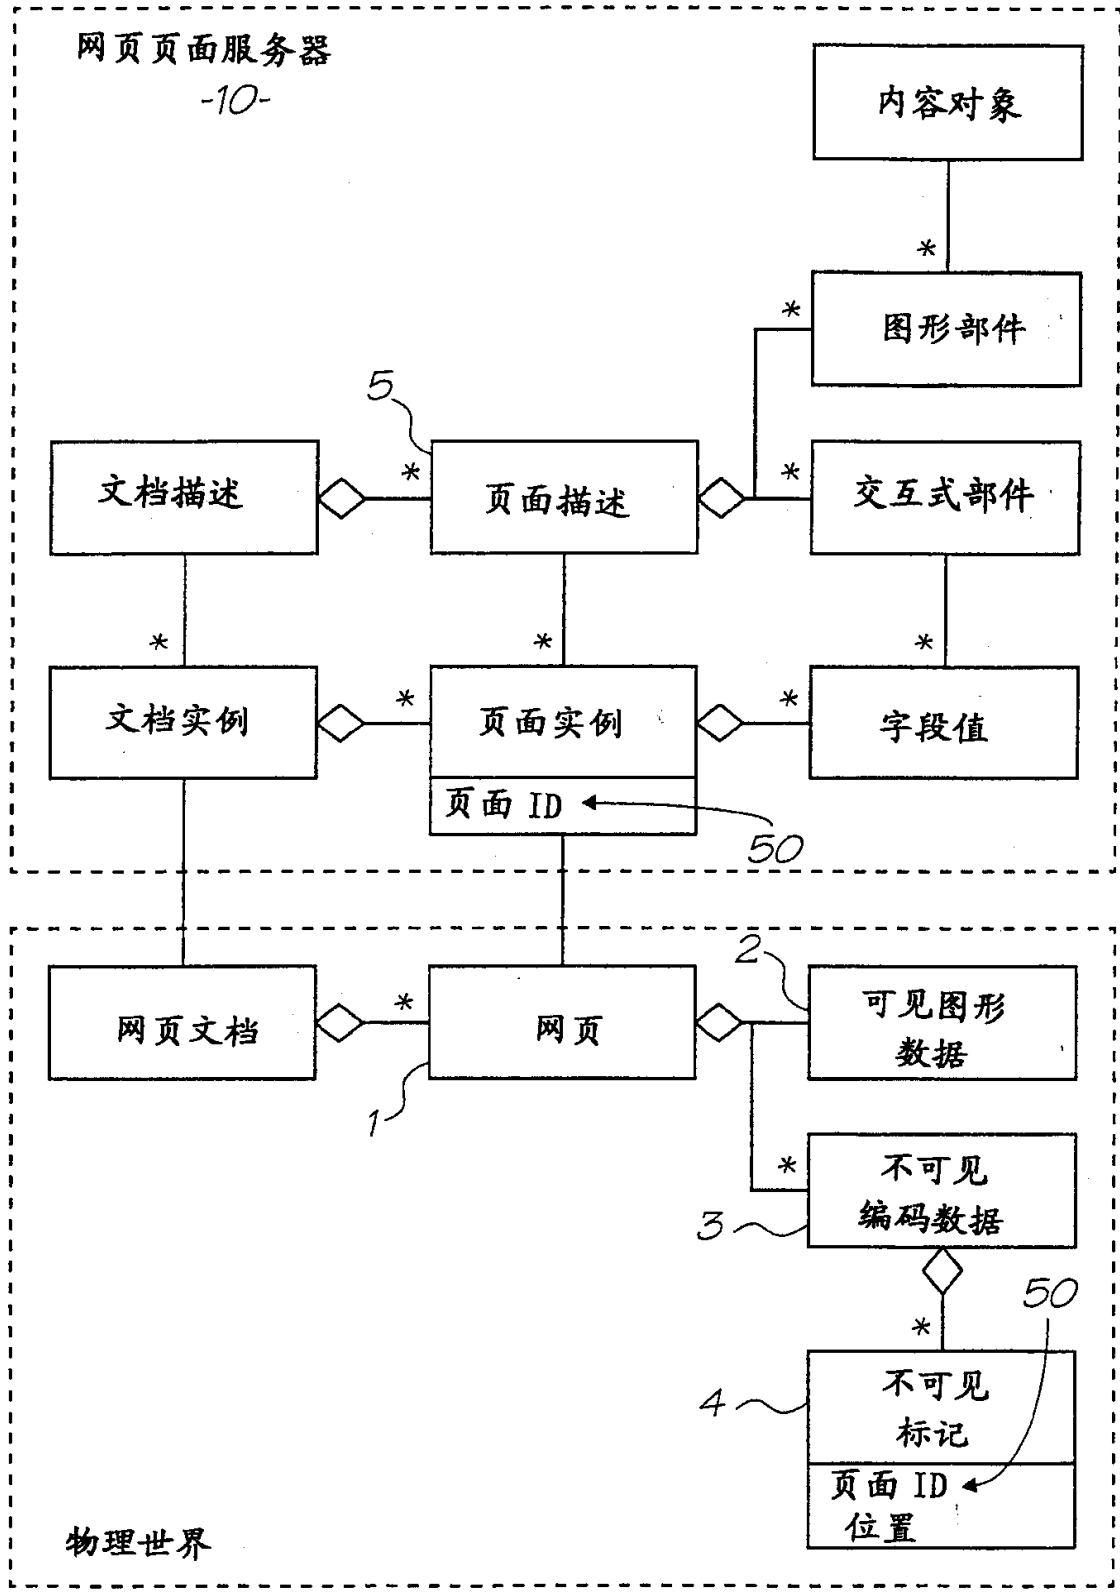 网页页面服务器
-10-
内容对象
*
*
图形部件
5
文档描述
*
页面描述
*
交互式部件
*
*
*
文档实例
*
页面实例
*
字段值
页面 ID
50
网页文档
*
网页
2
可见图形
数据
1
*
不可见
编码数据
3
*
50
4
不可见
标记
页面 ID
位置
物理世界